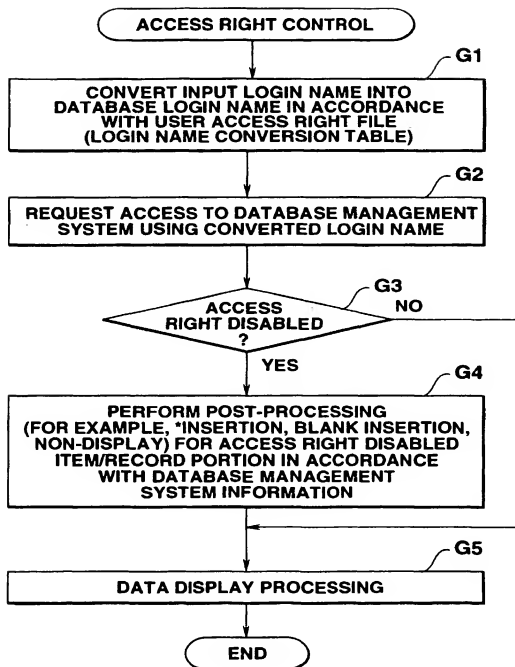 ACCESS RIGHT CONTROL
G1
CONVERT INPUT LOGIN NAME INTO
DATABASE LOGIN NAME IN ACCORDANCE
WITH USER ACCESS RIGHT FILE
(LOGIN NAME CONVERSION TABLE)
G2
REQUEST ACCESS TO DATABASE MANAGEMENT
SYSTEM USING CONVERTED LOGIN NAME
G3
ACCESS
RIGHT DISABLED
?
NO
YES
G4
PERFORM POST-PROCESSING
(FOR EXAMPLE, *INSERTION, BLANK INSERTION,
NON-DISPLAY) FOR ACCESS RIGHT DISABLED
ITEM/RECORD PORTION IN ACCORDANCE
WITH DATABASE MANAGEMENT
SYSTEM INFORMATION
G5
DATA DISPLAY PROCESSING
END